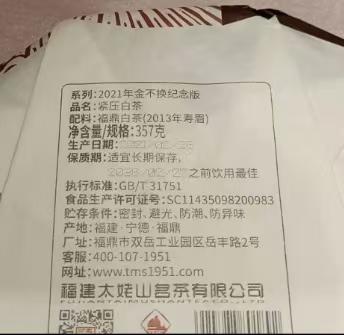 系列:2021年金不换纪念版
品名:紧压白茶
配料:福鼎白茶(2013年寿眉)
净含量/规格:357克
生产日期:
保质期:适宜长期保存,
之前饮用最佳
执行标准:GB/T 31751
食品生产许可证号:SC11435098200983
贮存条件:密封、避光、防潮、防异味
产地:福建·宁德·福鼎
厂址:福鼎市双岳工业园区岳丰路2号
客服:400-107-1951
网址:www.tms1951.com
福建太姥山茗茶有限公司
FUJIANTAIMUSHANTEA CO.,LTD